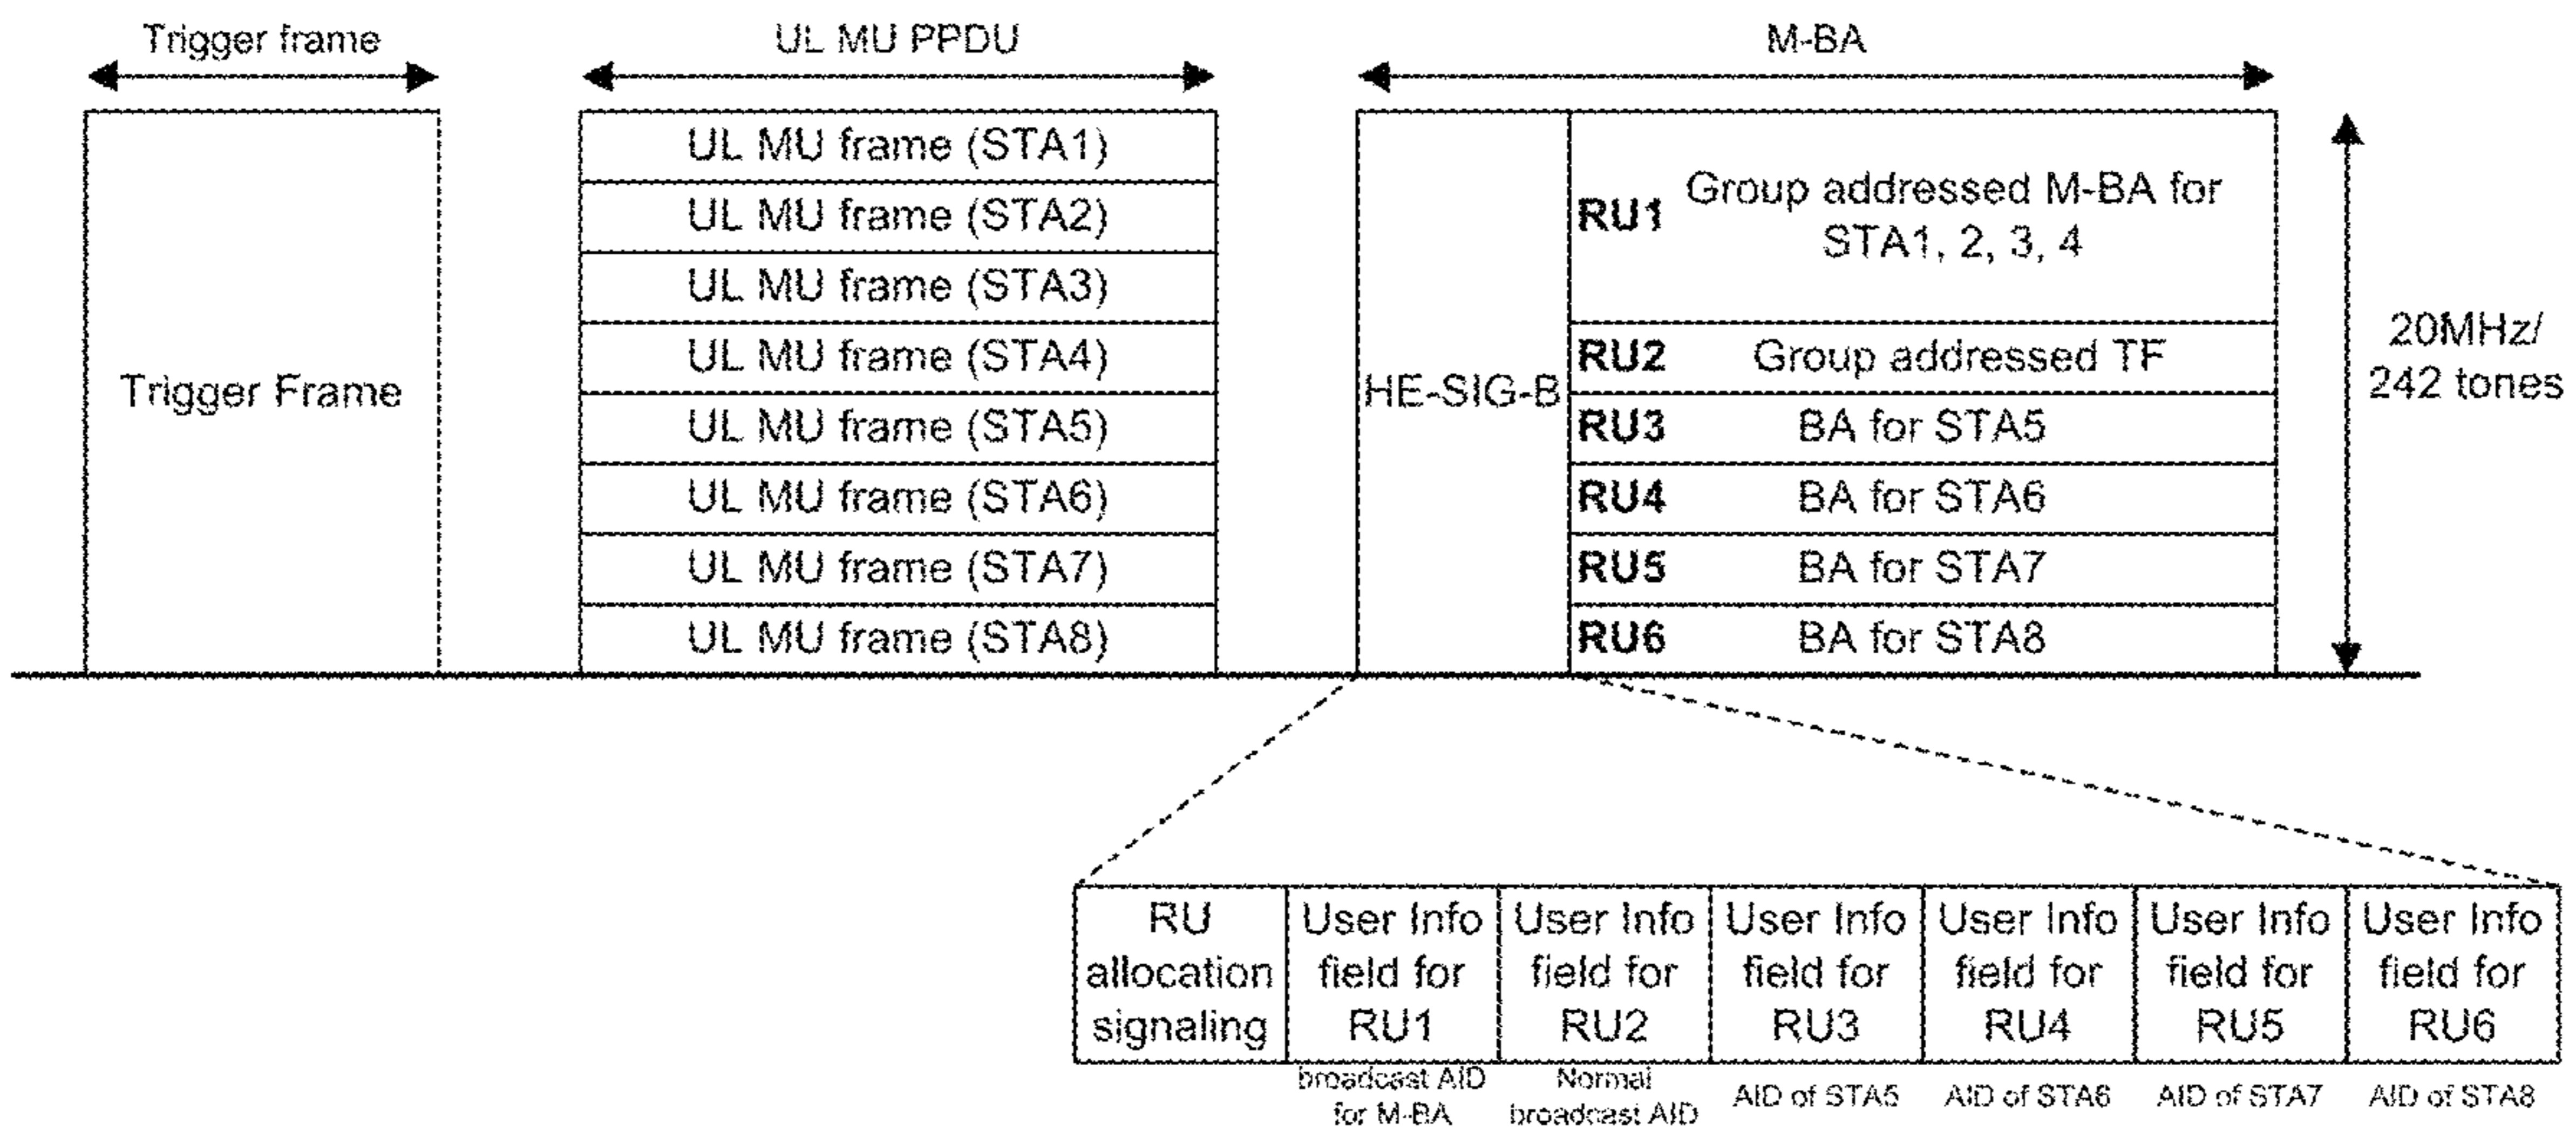 Trigger frame
UL MU PPDU
M-BA
Trigger Frame
UL MU frame (STA1)
UL MU frame (STA2)
UL MU frame (STA3)
UL MU frame (STA4)
UL MU frame (STA5)
UL MU frame (STA6)
UL MU frame (STA7)
UL MU frame (STA8)
HE-SIG-B
RU1
Group addressed M-BA for
STA1, 2, 3, 4
RU2 Group addressed TF
RU3 BA for STA5
RU4 BA for STA6
RU5 BA for STA7
RU6 BA for STA8
20MHz/
242 tones
RU
allocation
signaling
User Info
field for
RU1
User Info
field for
RU2
User Info
field for
RU3
User Info
field for
RU4
User Info
field for
RU5
User Info
field for
RU6
broadcast AID
for M-BA
Normal
broadcast AID
AID of STA5
AID of STA6
AID of STA7
AID of STA8